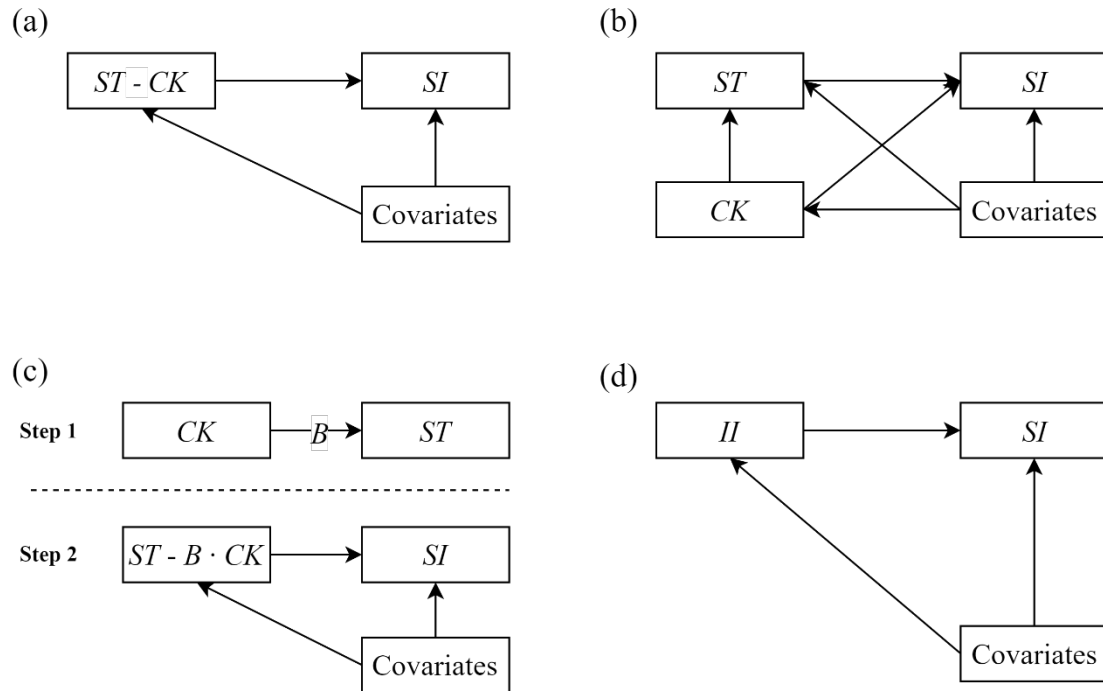 (a)
ST - CK
SI
Covariates
(b)
ST
SI
CK
Covariates
(c)
Step 1
CK
B
ST
Step 2
ST - B · CK
SI
Covariates
(d)
II
SI
Covariates